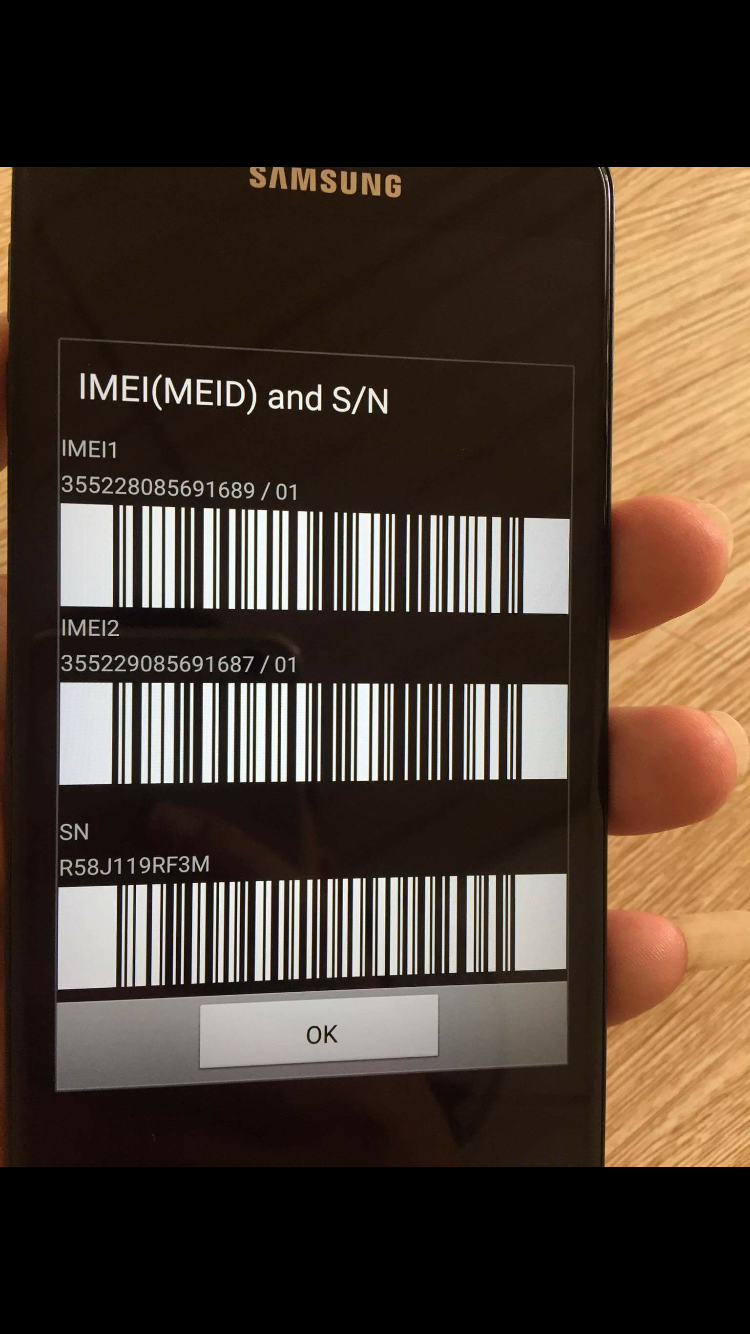 SAMSUNG
IMEI(MEID) and S/N
IMEI1
355228085691689 / 01
IMEI2
355229085691687 / 01
SN
R58J119RF3M
OK